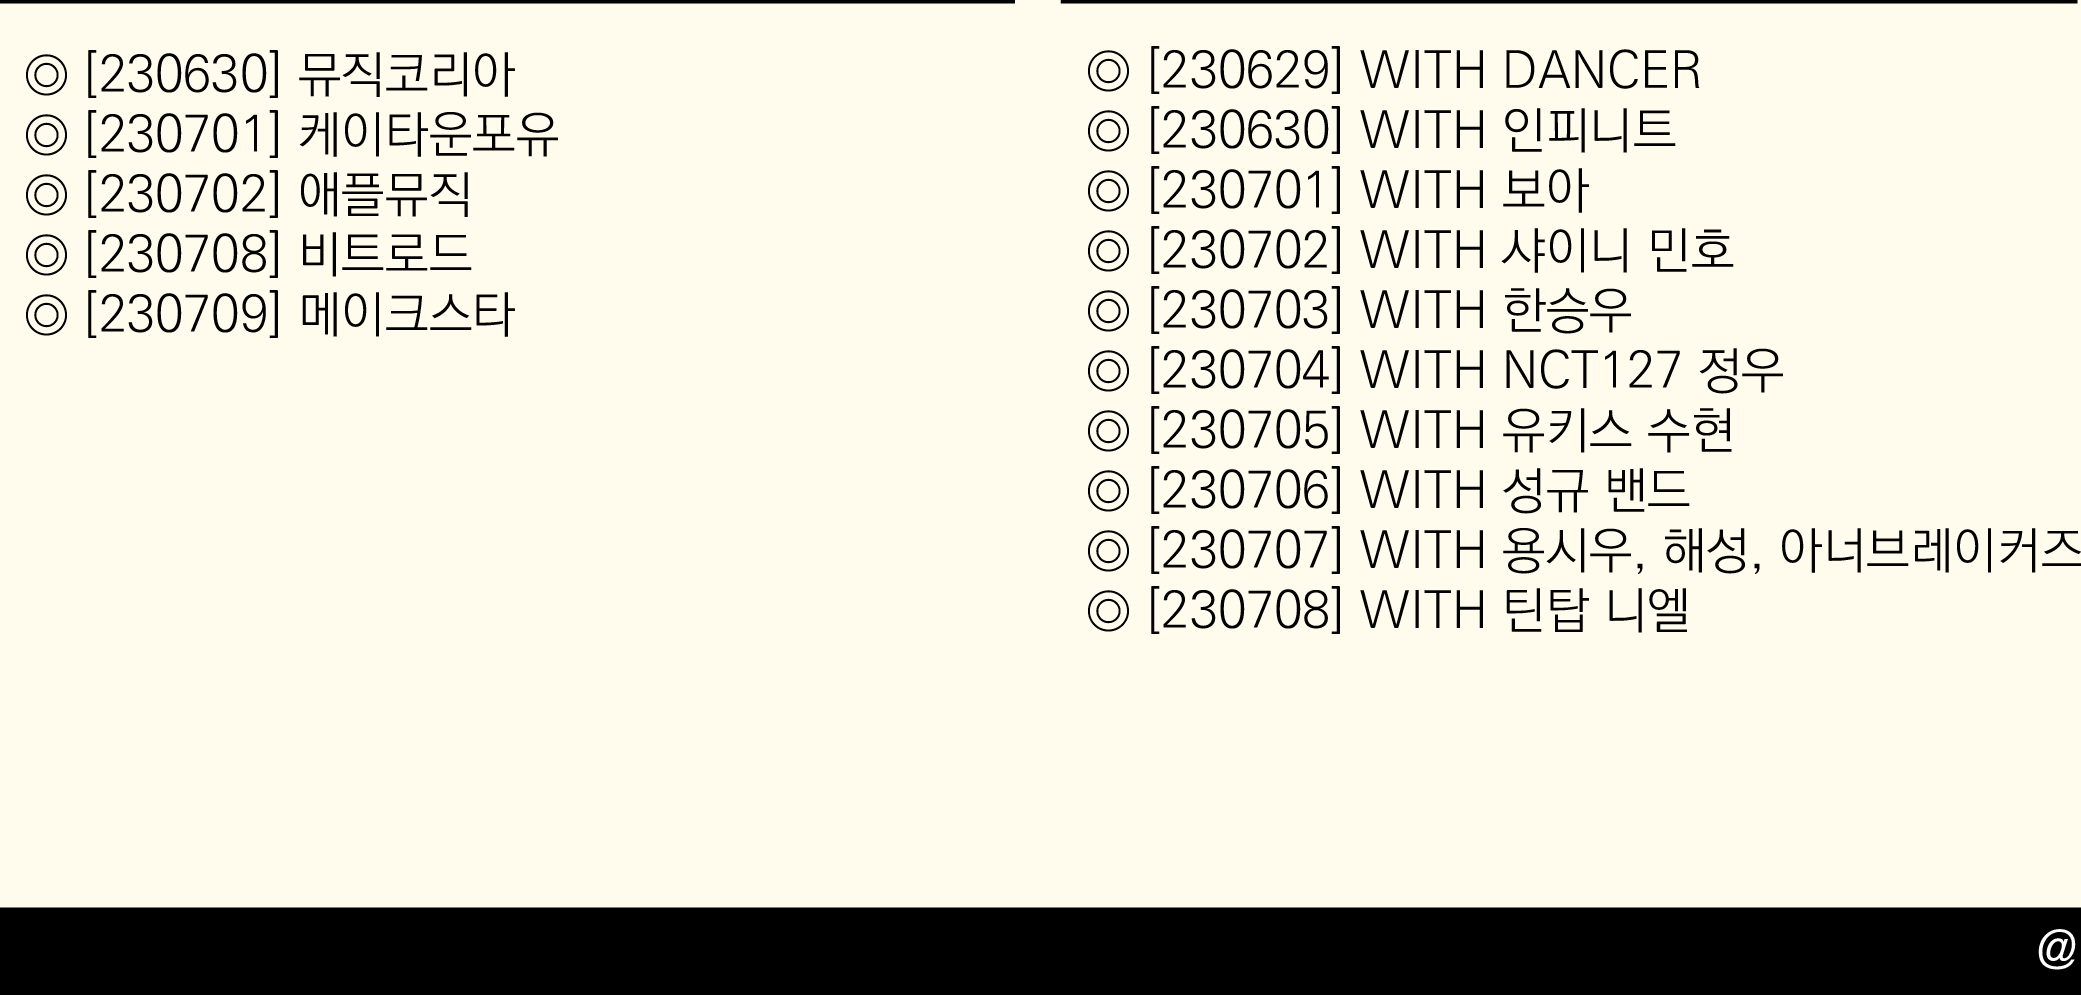 ◎ [230630] 뮤직코리아
◎ [230701] 케이타운포유
◎ [230702] 애플뮤직
◎ [230708] 비트로드
◎ [230709] 메이크스타
◎ [230629] WITH DANCER
◎ [230630] WITH 인피니트
◎ [230701] WITH 보아
◎ [230702] WITH 샤이니 민호
◎ [230703] WITH 한승우
◎ [230704] WITH NCT127 정우
◎ [230705] WITH 유키스 수현
◎ [230706] WITH 성규 밴드
◎ [230707] WITH 용시우, 해성, 아너브레이커즈
◎ [230708] WITH 틴탑 니엘
@